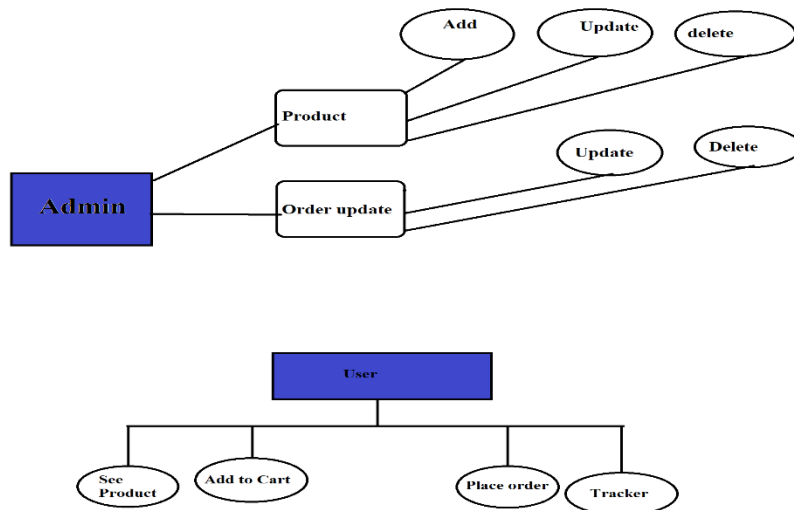 Add
Update
delete
Product
Update
Delete
Admin
Order update
User
See
Product
Add to Cart
Place order
Tracker